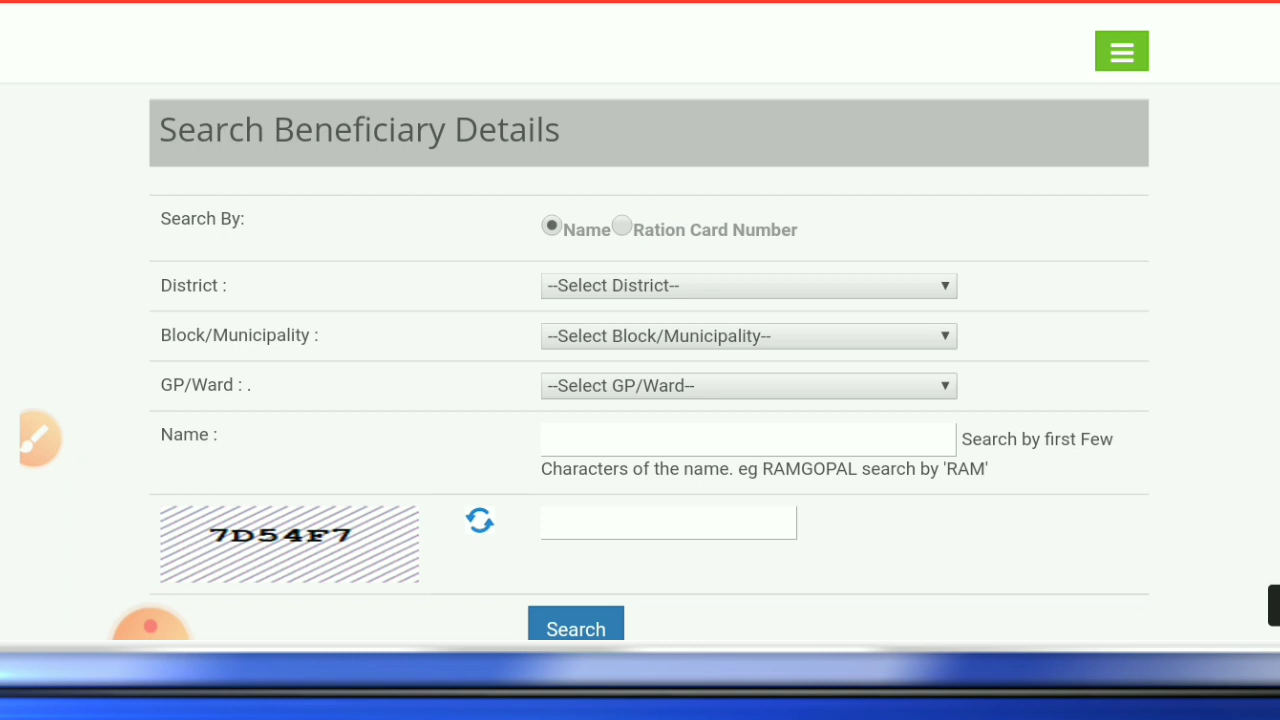 Search Beneficiary Details
Search By:
Name Ration Card Number
District :
--Select District--
Block/Municipality :
--Select Block/Municipality--
GP/Ward : .
--Select GP/Ward--
Name :
Search by first Few
Characters of the name. eg RAMGOPAL search by 'RAM'
7D54F7
Search